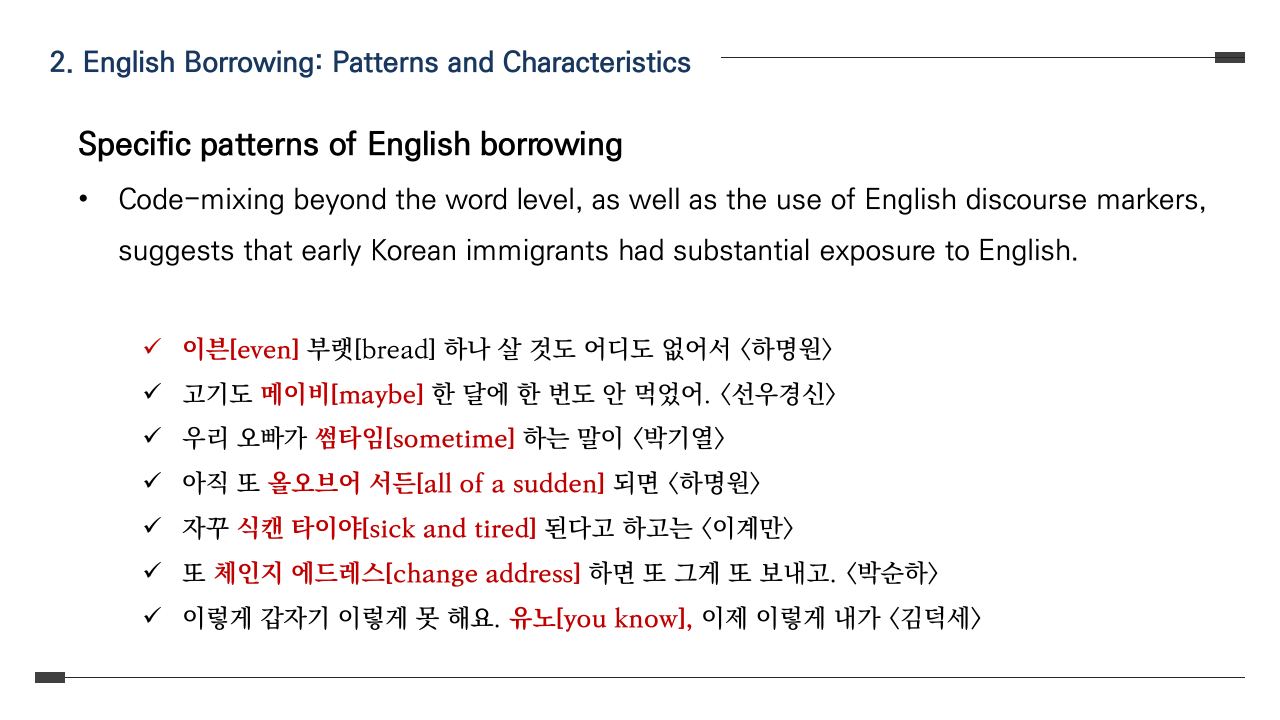 2. English Borrowing: Patterns and Characteristics
Specific patterns of English borrowing
• Code-mixing beyond the word level, as well as the use of English discourse markers,
suggests that early Korean immigrants had substantial exposure to English.
✓ 이븐[even] 부랫[bread] 하나 살 것도 어디도 없어서 〈하명원〉
✓ 고기도 메이비[maybe] 한 달에 한 번도 안 먹었어. 〈선우경신〉
✓ 우리 오빠가 썸타임[sometime] 하는 말이 〈박기열〉
✓ 아직 또 올오브어 서든[all of a sudden] 되면 〈하명원〉
✓ 자꾸 식캔 타이야[sick and tired] 된다고 하고는 〈이계만〉
✓ 또 체인지 에드레스[change address] 하면 또 그게 또 보내고. 〈박순하〉
✓ 이렇게 갑자기 이렇게 못 해요. 유노[you know], 이제 이렇게 내가 〈김덕세〉